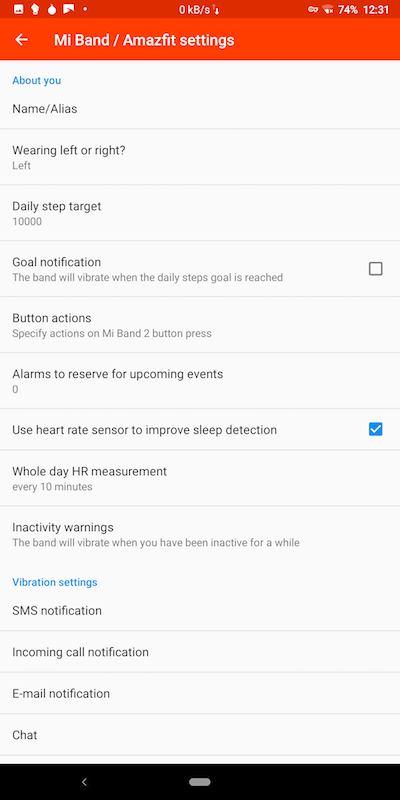 0 kB/s
74% 12:31
Mi Band / Amazfit settings
About you
Name/Alias
Wearing left or right?
Left
Daily step target
10000
Goal notification
The band will vibrate when the daily steps goal is reached
Button actions
Specify actions on Mi Band 2 button press
Alarms to reserve for upcoming events
0
Use heart rate sensor to improve sleep detection
Whole day HR measurement
every 10 minutes
Inactivity warnings
The band will vibrate when you have been inactive for a while
Vibration settings
SMS notification
Incoming call notification
E-mail notification
Chat